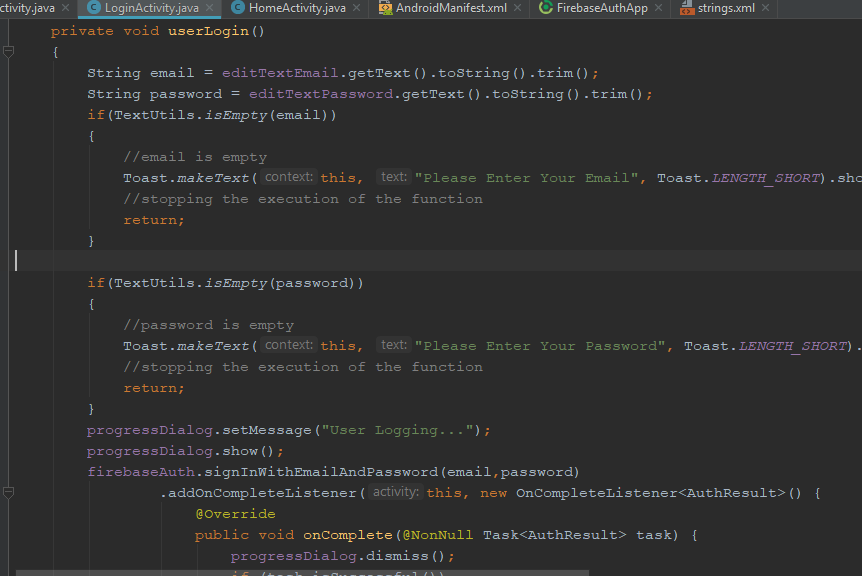 ctivity.java LoginActivity.java HomeActivity.java AndroidManifest.xml FirebaseAuthApp strings.xml
private void userLogin()
{
String email = editTextEmail.getText().toString().trim();
String password = editTextPassword.getText().toString().trim();
if(TextUtils.isEmpty(email))
{
//email is empty
Toast.makeText( context: this, text: "Please Enter Your Email", Toast.LENGTH_SHORT).sho
//stopping the execution of the function
return;
}
if(TextUtils.isEmpty(password))
{
//password is empty
Toast.makeText( context: this, text: "Please Enter Your Password", Toast.LENGTH_SHORT).
//stopping the execution of the function
return;
}
progressDialog.setMessage("User Logging...");
progressDialog.show();
firebaseAuth.signInWithEmailAndPassword(email,password)
.addOnCompleteListener( activity: this, new OnCompleteListener<AuthResult>() {
@Override
public void onComplete(@NonNull Task<AuthResult> task) {
progressDialog.dismiss();
if (task.isSuccessful())